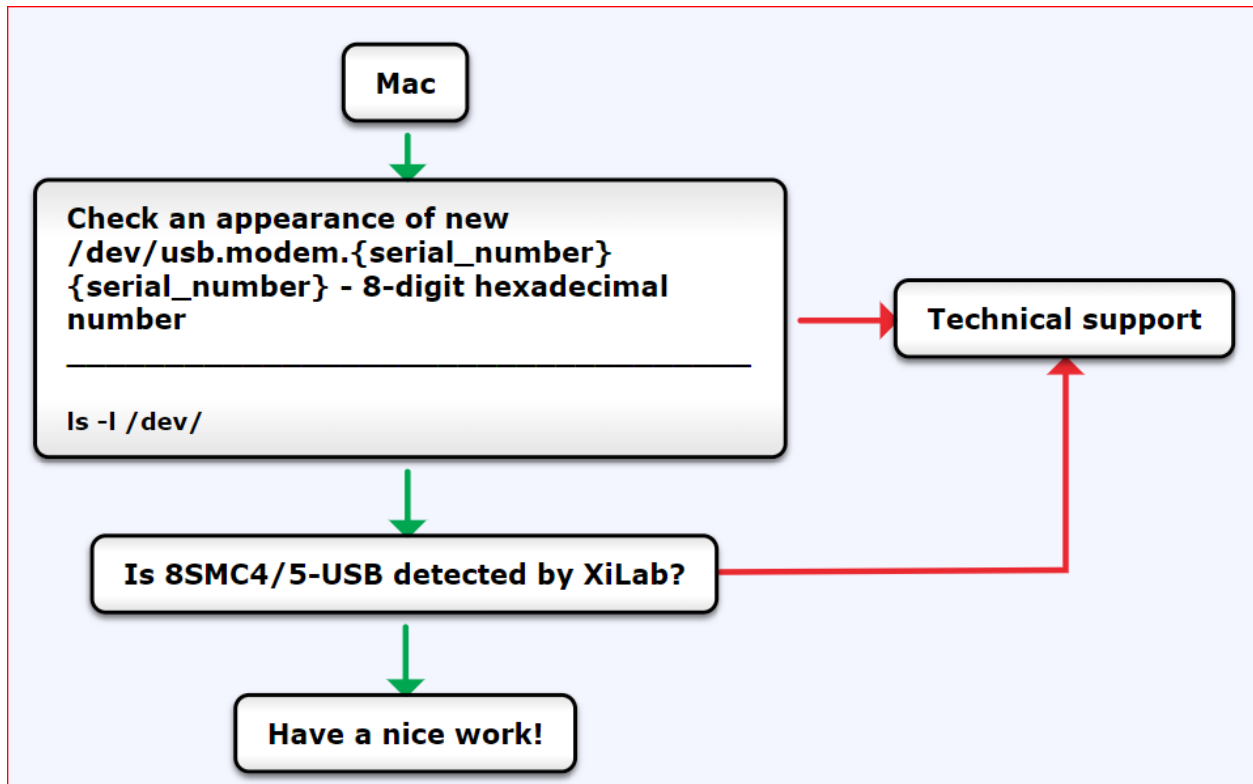 Mac
Check an appearance of new
/dev/usb.modem.{serial_number}
{serial_number} - 8-digit hexadecimal
number
ls -l /dev/
Technical support
Is 8SMC4/5-USB detected by XiLab?
Have a nice work!